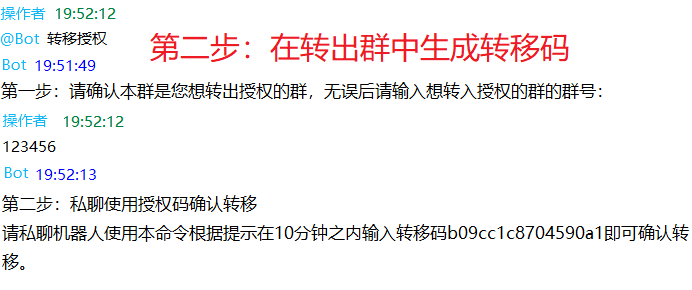 操作者 19:52:12
@Bot 转移授权
第二步：在转出群中生成转移码
Bot 19:51:49
第一步：请确认本群是您想转出授权的群，无误后请输入想转入授权的群的群号：
操作者 19:52:12
123456
Bot 19:52:13
第二步：私聊使用授权码确认转移
请私聊机器人使用本命令根据提示在10分钟之内输入转移码b09cc1c8704590a1即可确认转
移。